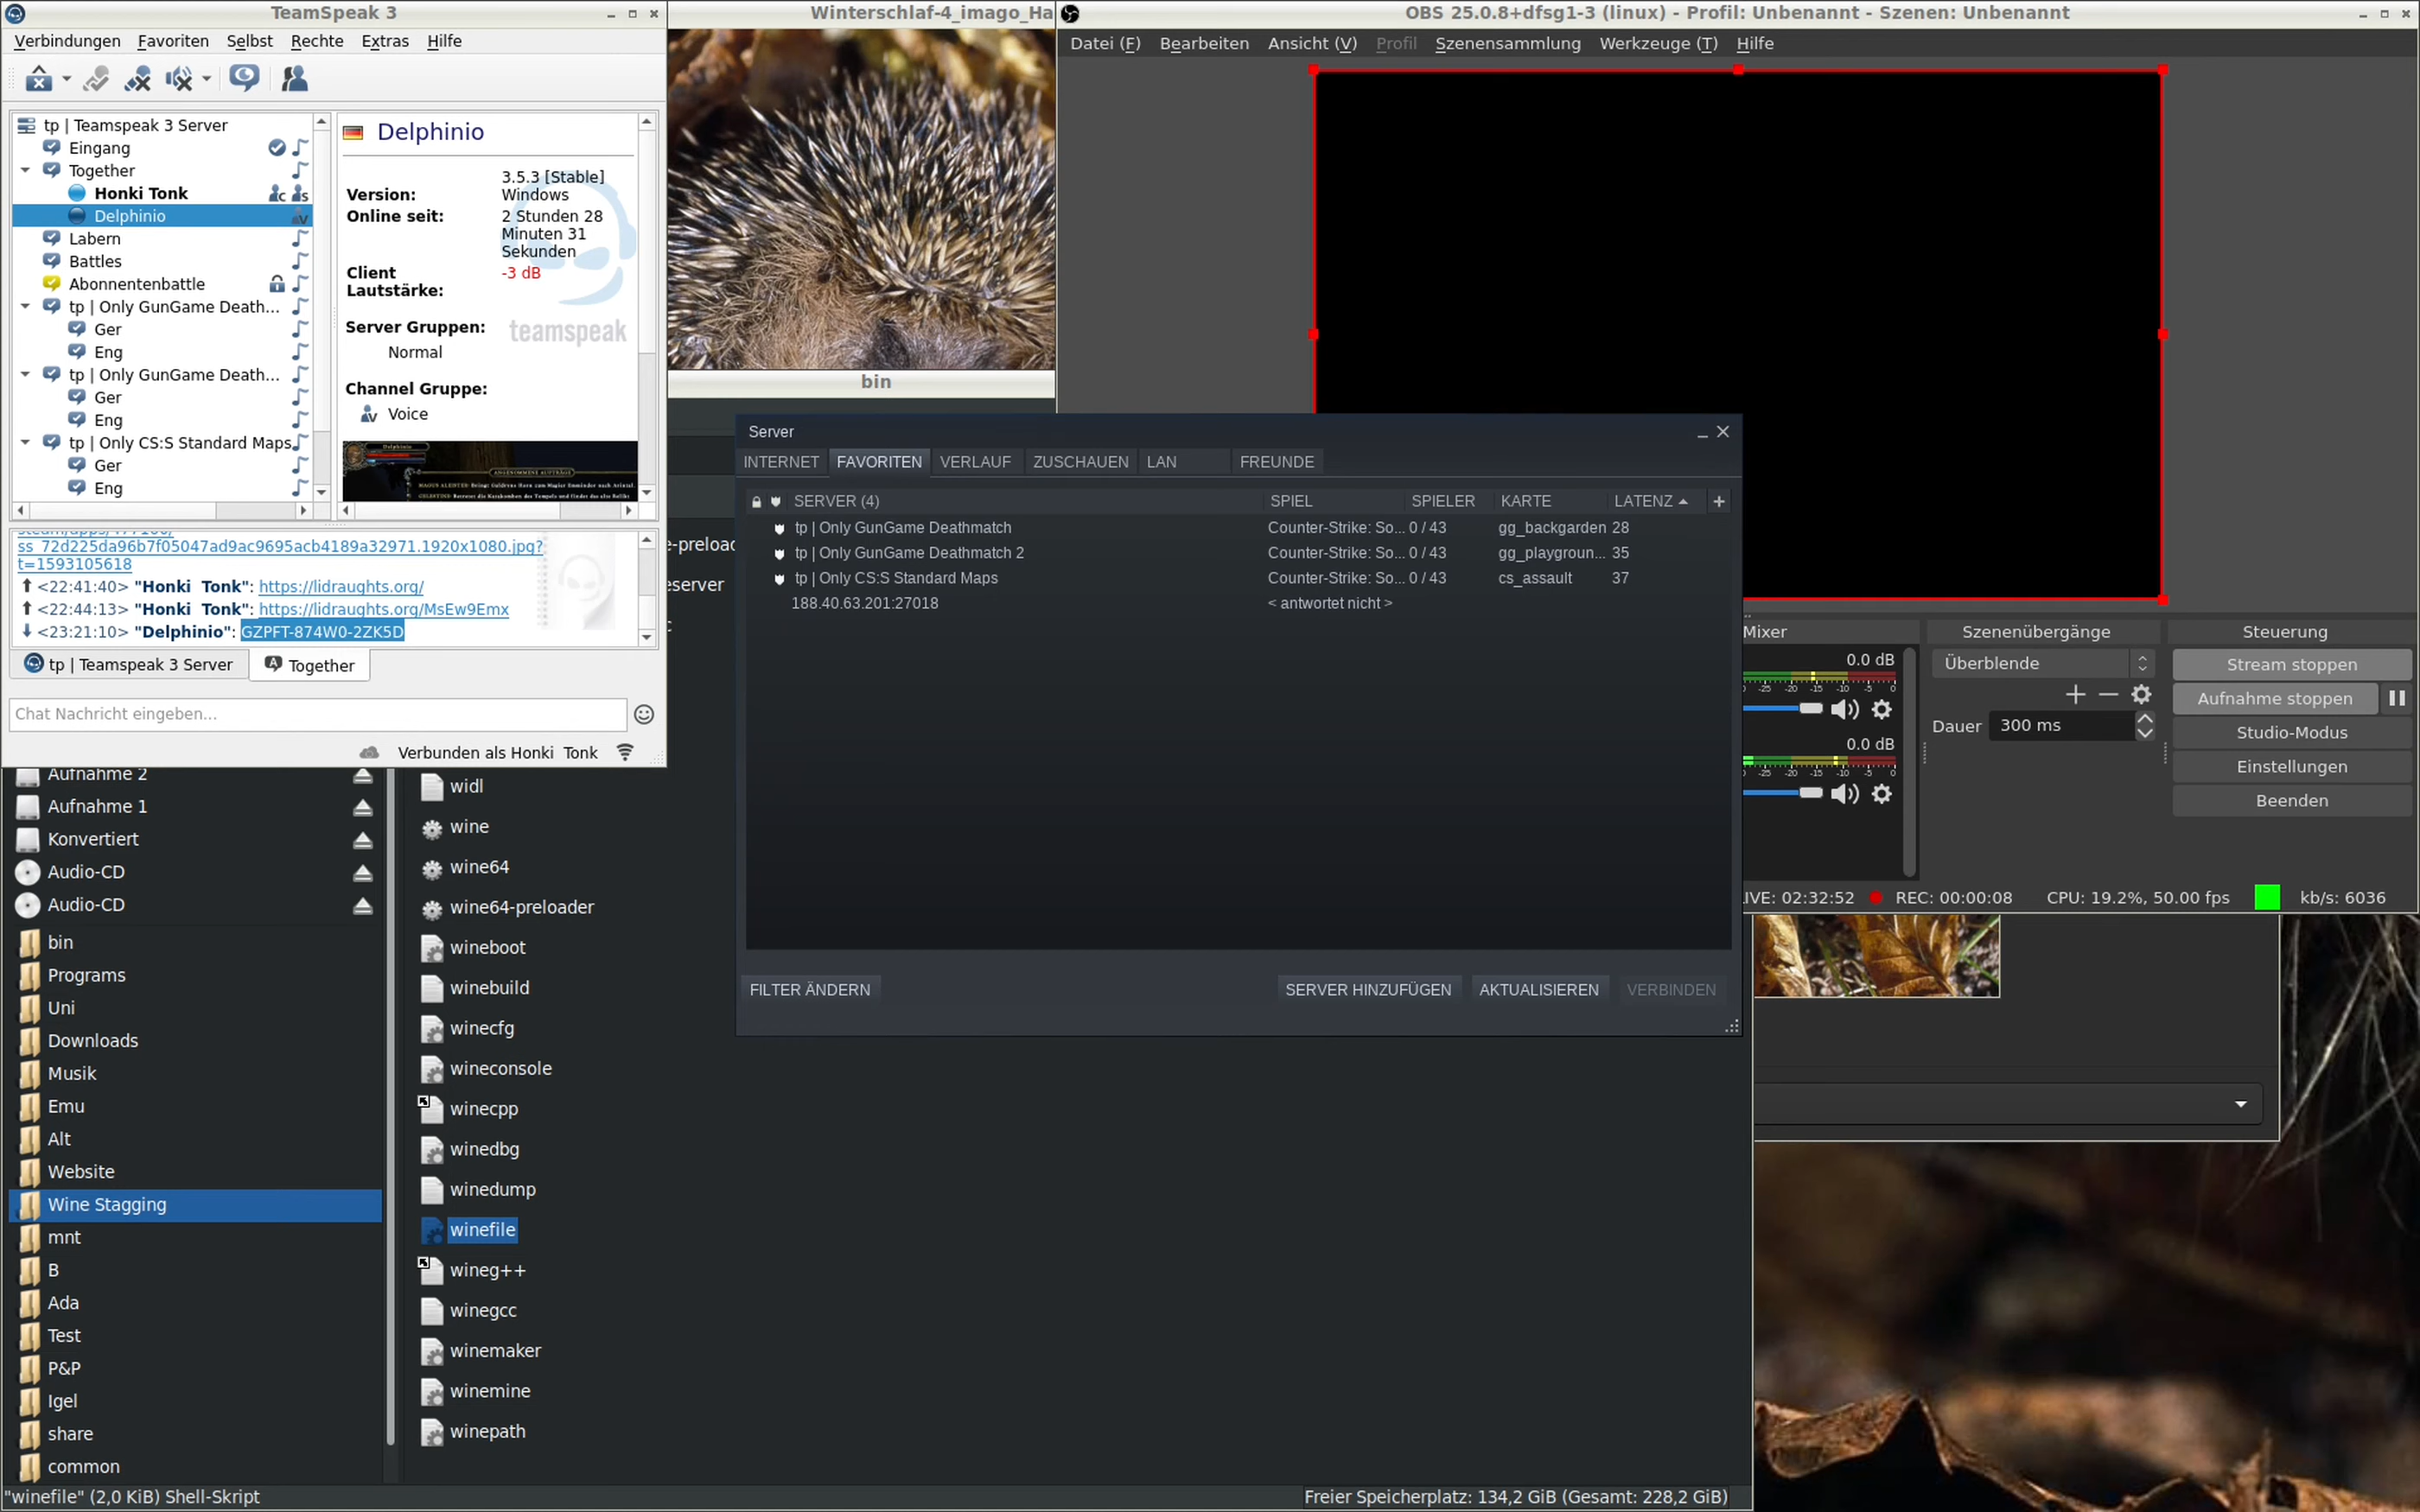 TeamSpeak 3
Verbindungen Favoriten Selbst Rechte Extras Hilfe
tp | Teamspeak 3 Server
Eingang
Together
Honki Tonk
Delphinio
Labern
Battles
Abonnentenbattle
tp | Only GunGame Death...
Ger
Eng
tp | Only GunGame Death...
Ger
Eng
tp | Only CS:S Standard Maps
Ger
Eng
Delphinio
Version: 3.5.3 [Stable] Windows
Online seit: 2 Stunden 28 Minuten 31 Sekunden
Client Lautstärke: -3 dB
Server Gruppen:
Normal
Channel Gruppe:
Voice
teamspeak
ss_72d225da96b7f05047ad9ac9695acb4189a32971.1920x1080.jpg?
t=1593105618
<22:41:40> "Honki Tonk": https://lidraughts.org/
<22:44:13> "Honki Tonk": https://lidraughts.org/MsEw9Emx
<23:21:10> "Delphinio": GZPFT-874W0-2ZK5D
tp | Teamspeak 3 Server Together
Chat Nachricht eingeben...
Verbunden als Honki Tonk
Winterschlaf-4_imago_Ha
bin
OBS 25.0.8+dfsg1-3 (linux) - Profil: Unbenannt - Szenen: Unbenannt
Datei (F) Bearbeiten Ansicht (V) Profil Szenensammlung Werkzeuge (T) Hilfe
Server
INTERNET FAVORITEN VERLAUF ZUSCHAUEN LAN FREUNDE
SERVER (4) SPIEL SPIELER KARTE LATENZ
tp | Only GunGame Deathmatch Counter-Strike: So... 0 / 43 gg_backgarden 28
tp | Only GunGame Deathmatch 2 Counter-Strike: So... 0 / 43 gg_playgroun... 35
tp | Only CS:S Standard Maps Counter-Strike: So... 0 / 43 cs_assault 37
188.40.63.201:27018 < antwortet nicht >
FILTER ÄNDERN SERVER HINZUFÜGEN AKTUALISIEREN VERBINDEN
Mixer Szenenübergänge Steuerung
0.0 dB
-25 -20 -15 -10 -5 0
0.0 dB
-25 -20 -15 -10 -5 0
Überblende
Dauer 300 ms
Stream stoppen
Aufnahme stoppen
Studio-Modus
Einstellungen
Beenden
IVE: 02:32:52 REC: 00:00:08 CPU: 19.2%, 50.00 fps kb/s: 6036
e-preload
eserver
c
Aufnahme 2
Aufnahme 1
Konvertiert
Audio-CD
Audio-CD
bin
Programs
Uni
Downloads
Musik
Emu
Alt
Website
Wine Stagging
mnt
B
Ada
Test
P&P
Igel
share
common
widl
wine
wine64
wine64-preloader
wineboot
winebuild
winecfg
wineconsole
winecpp
winedbg
winedump
winefile
wineg++
winegcc
winemaker
winemine
winepath
"winefile" (2,0 KiB) Shell-Skript
Freier Speicherplatz: 134,2 GiB (Gesamt: 228,2 GiB)